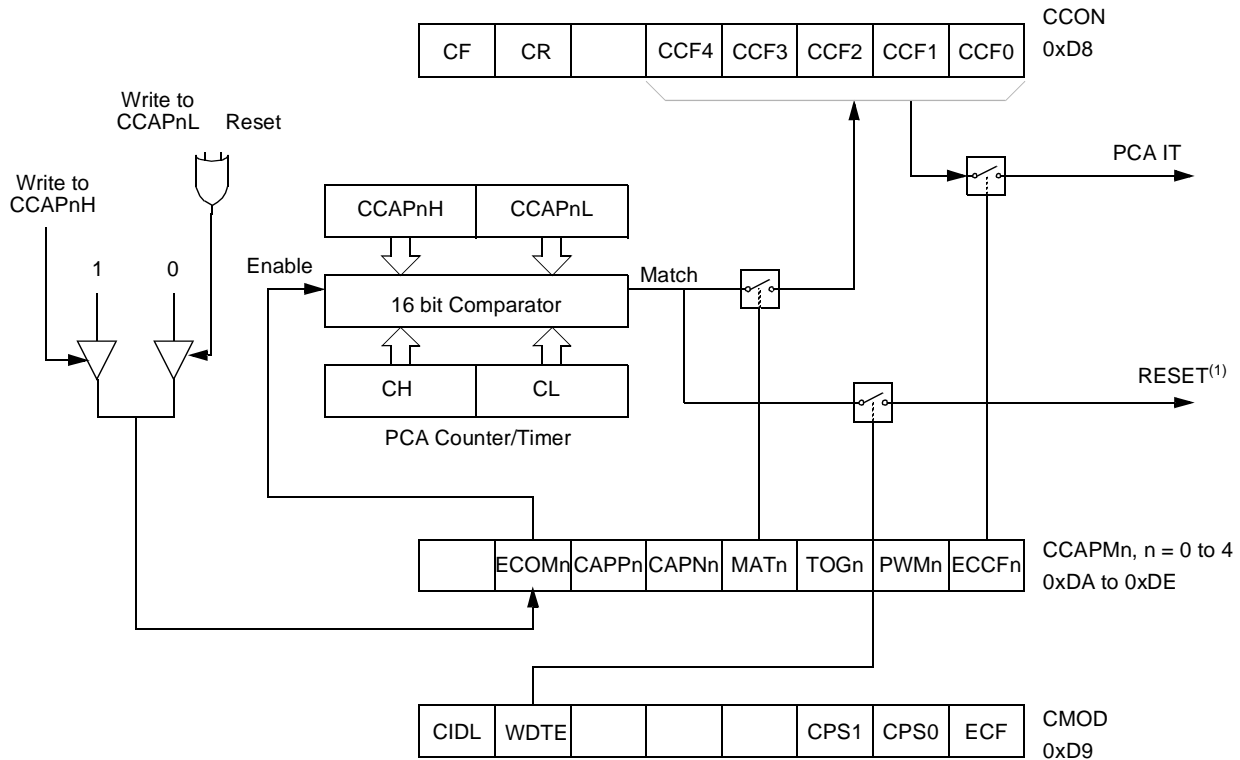 CCON
0xD8
CF CR CCF4 CCF3 CCF2 CCF1 CCF0
Write to
CCAPnL Reset
PCA IT
Write to
CCAPnH
CCAPnH CCAPnL
1 0 Enable
Match
16 bit Comparator
CH CL
RESET(1)
PCA Counter/Timer
ECOMn CAPPn CAPNn MATn TOGn PWMn ECCFn
CCAPMn, n = 0 to 4
0xDA to 0xDE
CIDL WDTE CPS1 CPS0 ECF
CMOD
0xD9